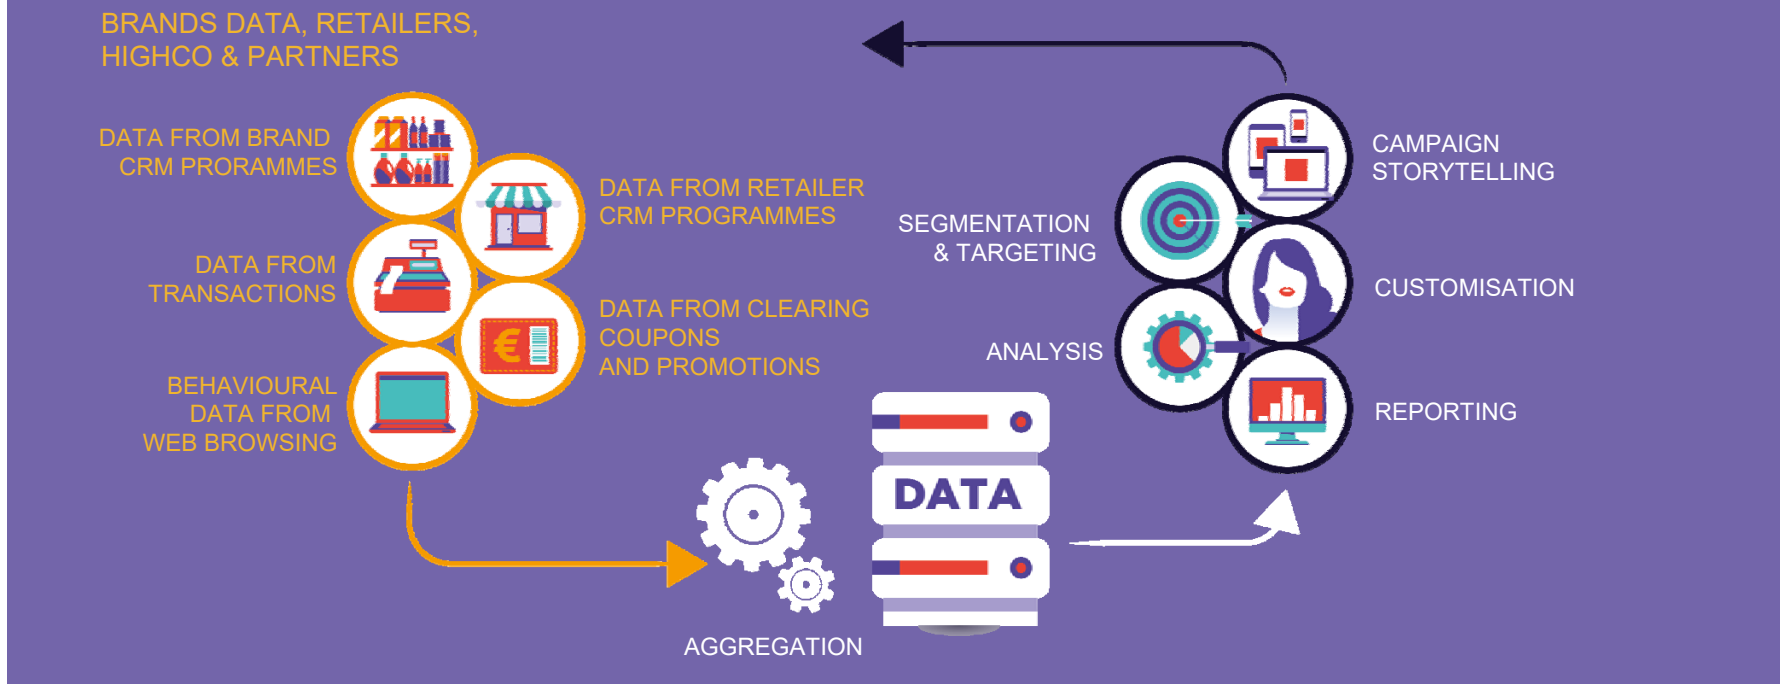 BRANDS DATA, RETAILERS,
HIGHCO & PARTNERS
DATA FROM BRAND
CRM PRORAMMES
DATA FROM RETAILER
CRM PROGRAMMES
DATA FROM
TRANSACTIONS
DATA FROM CLEARING
COUPONS
AND PROMOTIONS
BEHAVIOURAL
DATA FROM
WEB BROWSING
€
AGGREGATION
DATA
CAMPAIGN
STORYTELLING
SEGMENTATION
& TARGETING
CUSTOMISATION
ANALYSIS
REPORTING